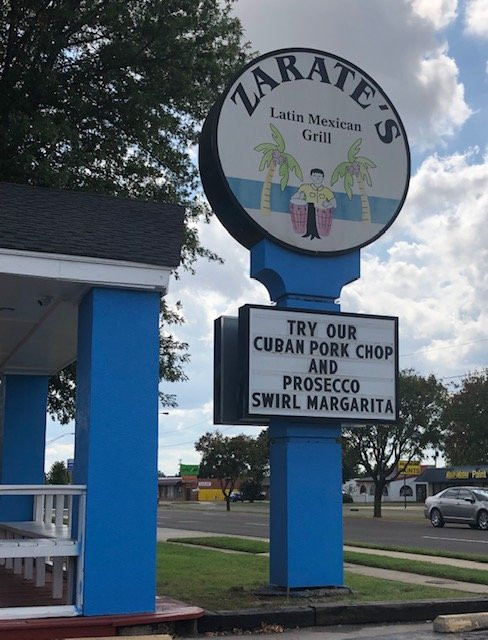 ZARATE'S
Latin Mexican
Grill
TRY OUR
CUBAN PORK CHOP
AND
PROSECCO
SWIRL MARGARITA